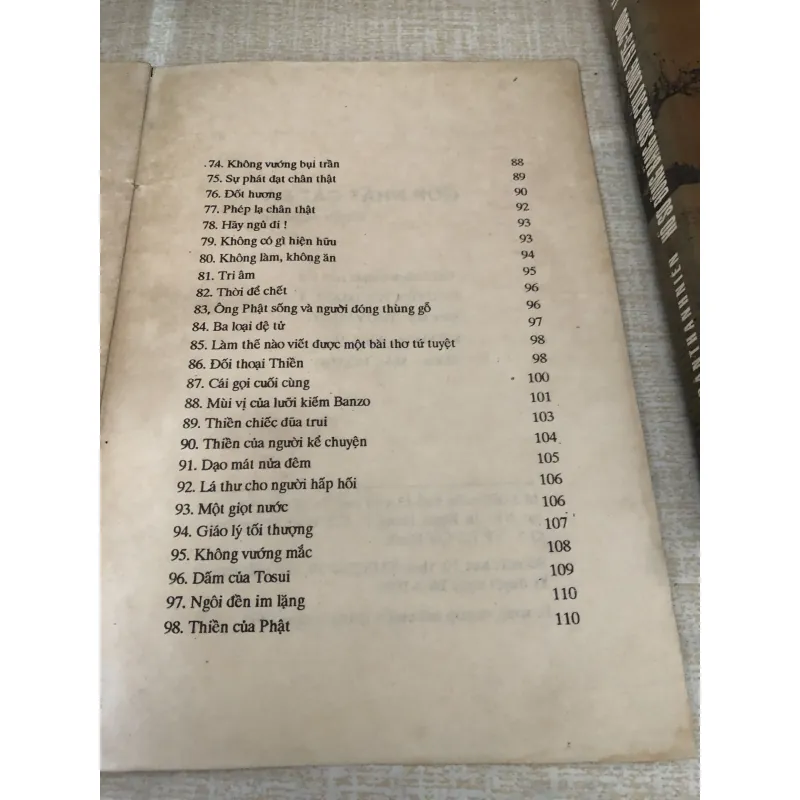 74. Không vướng bụi trần 88
75. Sự phát đạt chân thật 89
76. Đốt hương 90
77. Phép lạ chân thật 92
78. Hãy ngủ đi ! 93
79. Không có gì hiện hữu 93
80. Không làm, không ăn 94
81. Tri âm 95
82. Thời để chết 96
83, Ông Phật sống và người đóng thùng gỗ 96
84. Ba loại đệ tử 97
85. Làm thế nào viết được một bài thơ tứ tuyệt 98
86. Đối thoại Thiền 98
87. Cái gọi cuối cùng 100
88. Mùi vị của lưỡi kiếm Banzo 101
89. Thiền chiếc đũa trui 103
90. Thiền của người kể chuyện 104
91. Dạo mát nửa đêm 105
92. Lá thư cho người hấp hối 106
93. Một giọt nước 106
94. Giáo lý tối thượng 107
95. Không vướng mắc 108
96. Dấm của Tosui 109
97. Ngôi đền im lặng 110
98. Thiền của Phật 110